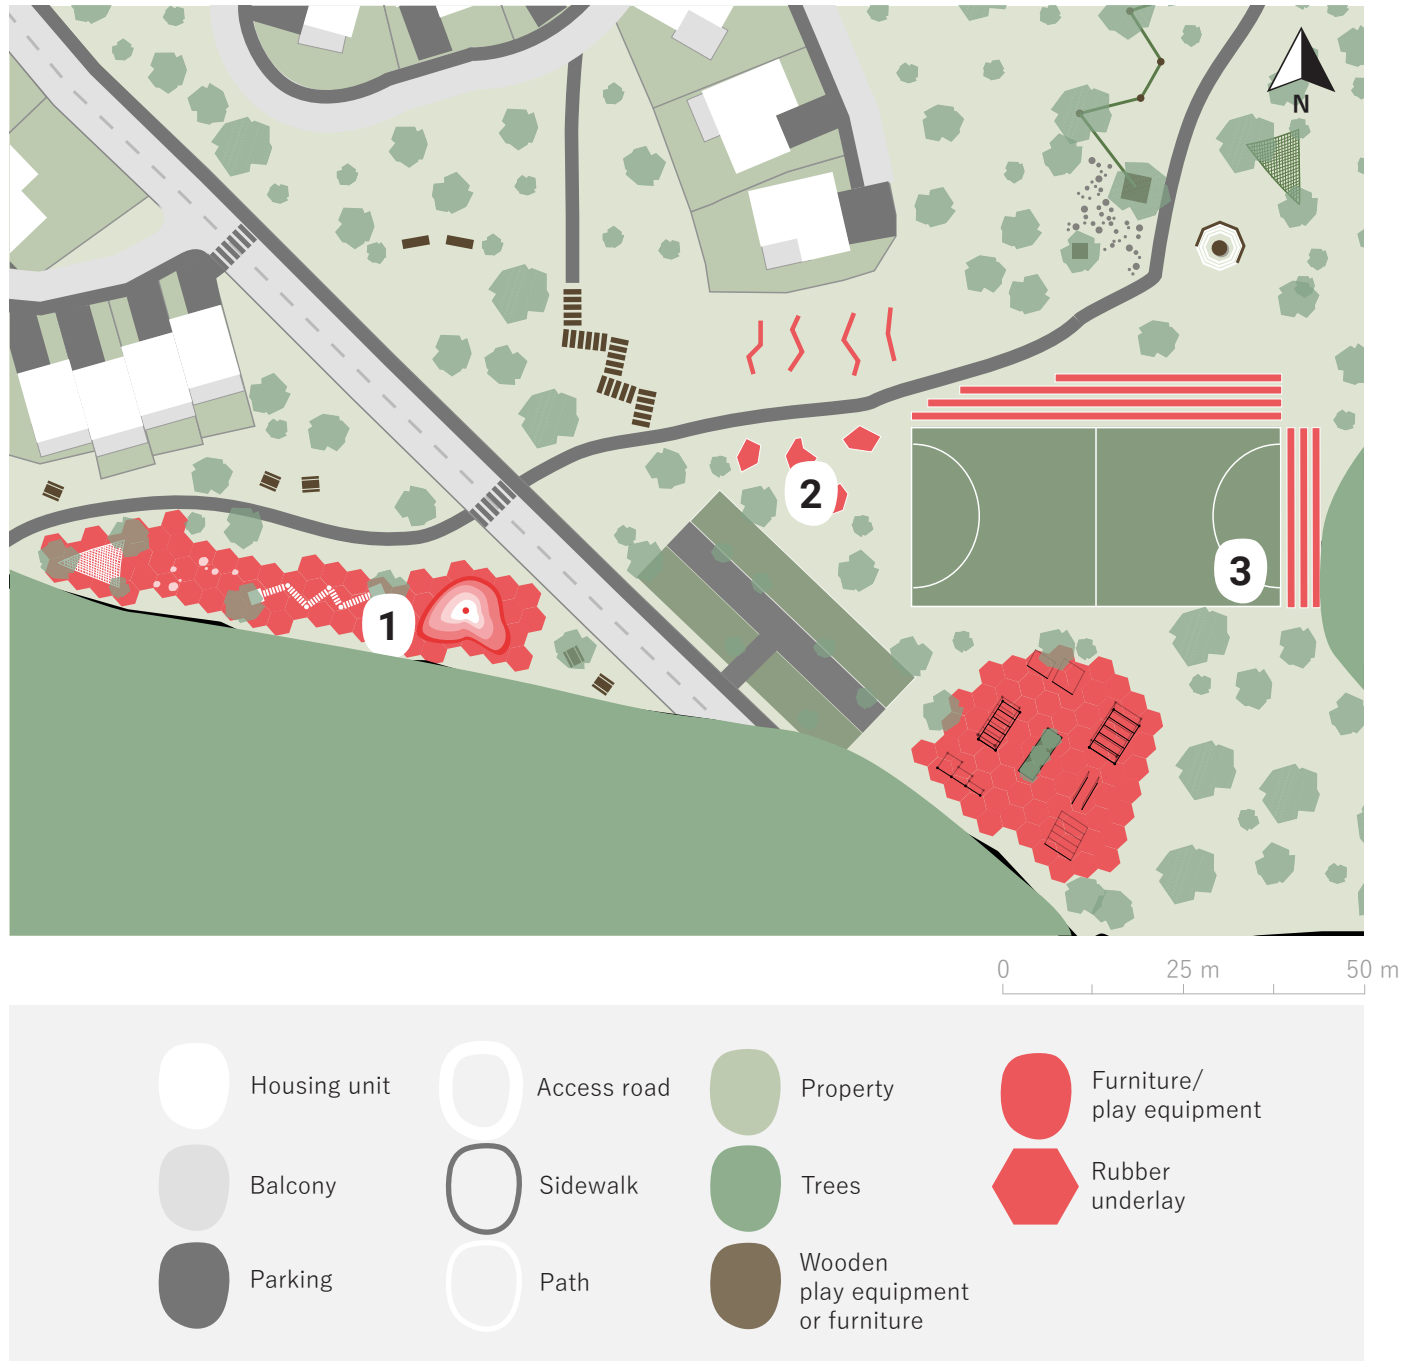 N
2
3
1
0
25 m
50 m
Housing unit
Access road
Property
Furniture/
play equipment
Balcony
Sidewalk
Trees
Rubber
underlay
Parking
Path
Wooden
play equipment
or furniture